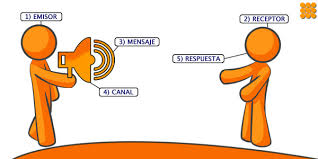 1) EMISOR
2) RECEPTOR
3) MENSAJE
5) RESPUESTA
4) CANAL